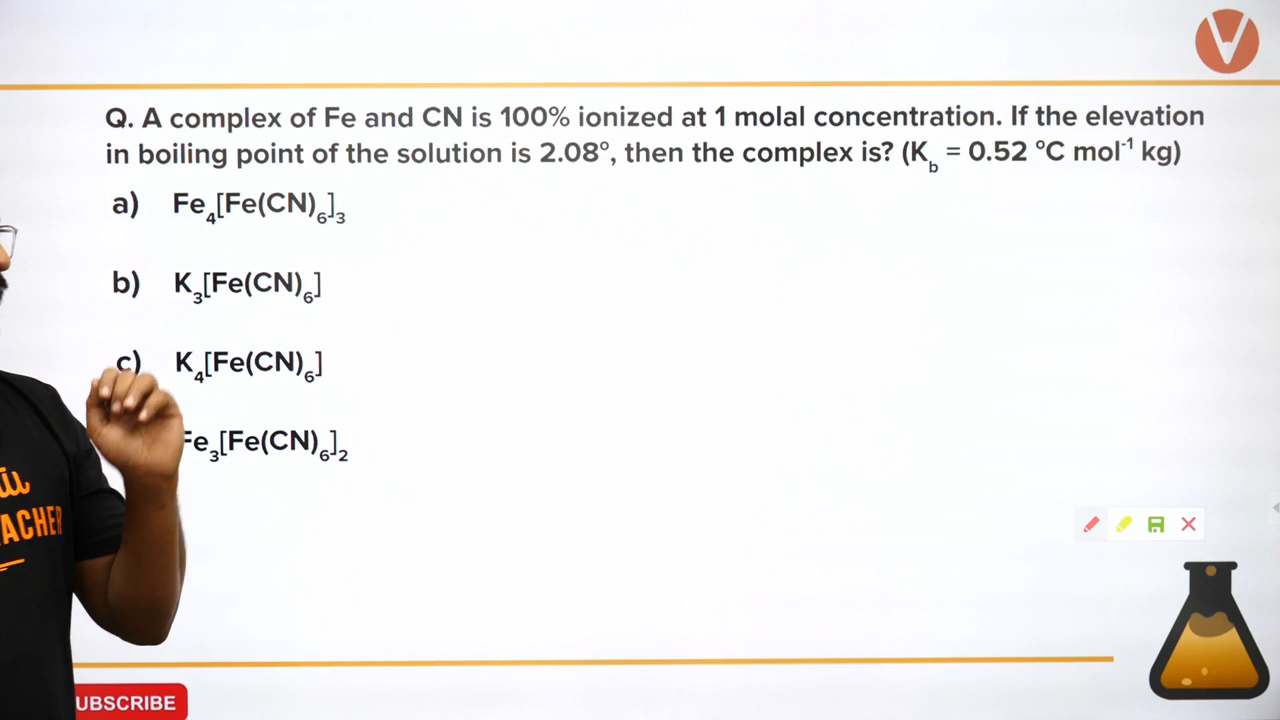 Q. A complex of Fe and CN is 100% ionized at 1 molal concentration. If the elevation
in boiling point of the solution is 2.08°, then the complex is? (K_b = 0.52 °C mol⁻¹ kg)
a) Fe₄[Fe(CN)₆]₃
b) K₃[Fe(CN)₆]
c) K₄[Fe(CN)₆]
Fe₃[Fe(CN)₆]₂
ACHER
UBSCRIBE